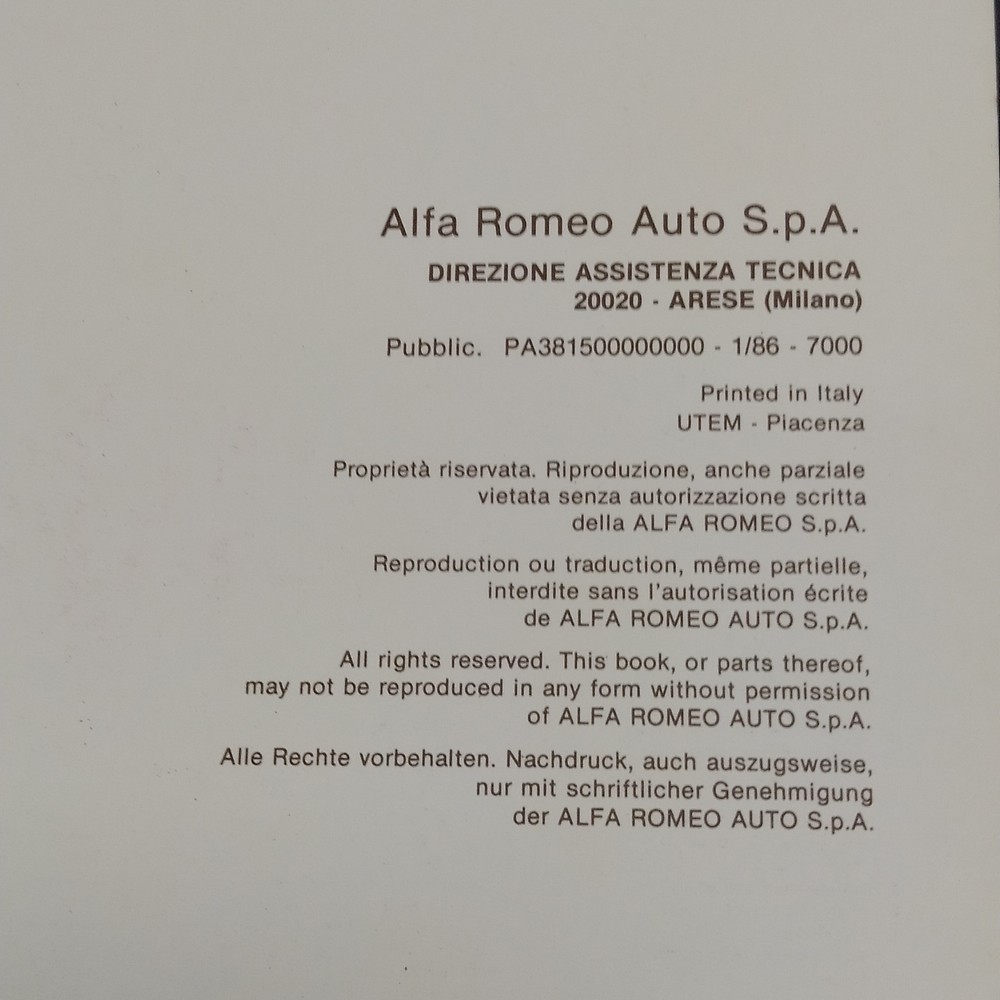 Alfa Romeo Auto S.p.A.
DIREZIONE ASSISTENZA TECNICA
20020 - ARESE (Milano)
Pubblic. PA381500000000 - 1/86 - 7000
Printed in Italy
UTEM - Piacenza
Proprietà riservata. Riproduzione, anche parziale
vietata senza autorizzazione scritta
della ALFA ROMEO S.p.A.
Reproduction ou traduction, même partielle,
interdite sans l'autorisation écrite
de ALFA ROMEO AUTO S.p.A.
All rights reserved. This book, or parts thereof,
may not be reproduced in any form without permission
of ALFA ROMEO AUTO S.p.A.
Alle Rechte vorbehalten. Nachdruck, auch auszugsweise,
nur mit schriftlicher Genehmigung
der ALFA ROMEO AUTO S.p.A.